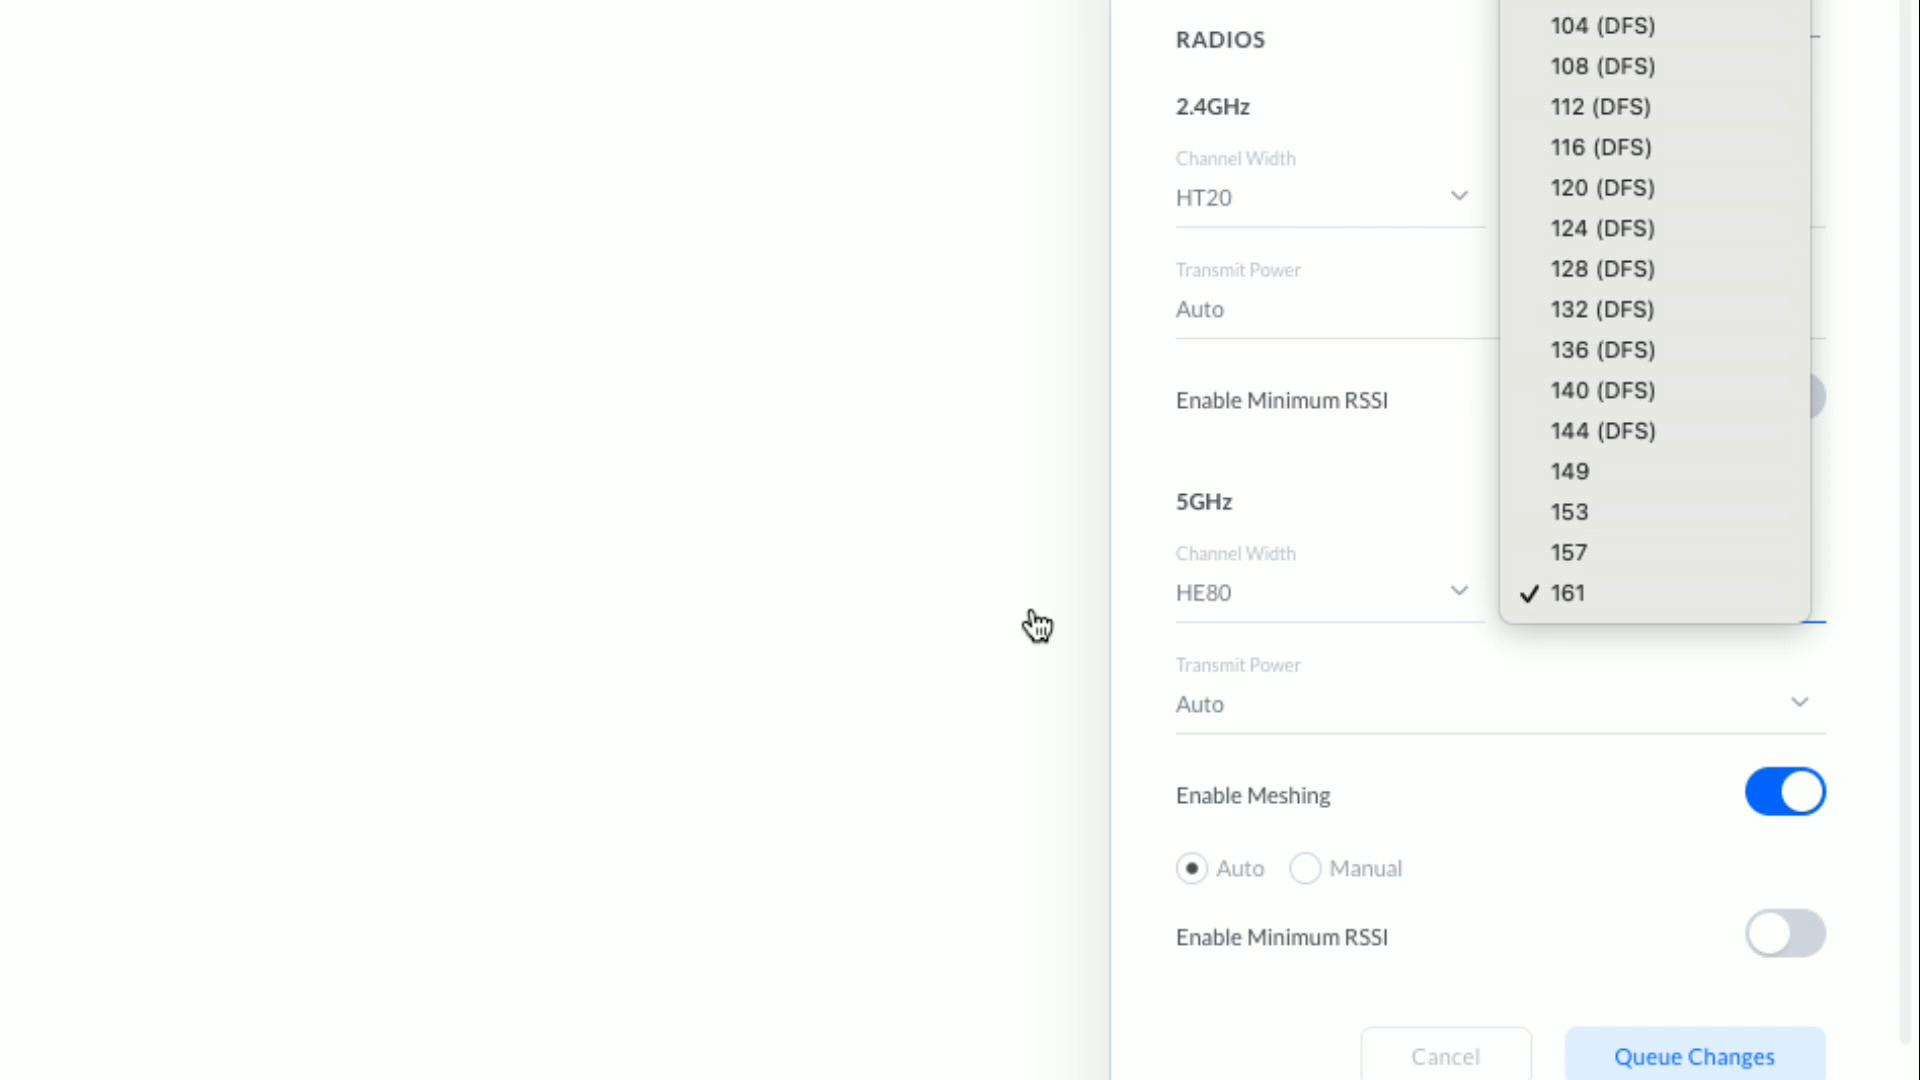 RADIOS
2.4GHz
Channel Width
HT20
Transmit Power
Auto
Enable Minimum RSSI
104 (DFS)
108 (DFS)
112 (DFS)
116 (DFS)
120 (DFS)
124 (DFS)
128 (DFS)
132 (DFS)
136 (DFS)
140 (DFS)
144 (DFS)
149
153
157
✓ 161
5GHz
Channel Width
HE80
Transmit Power
Auto
Enable Meshing
Auto Manual
Enable Minimum RSSI
Cancel Queue Changes